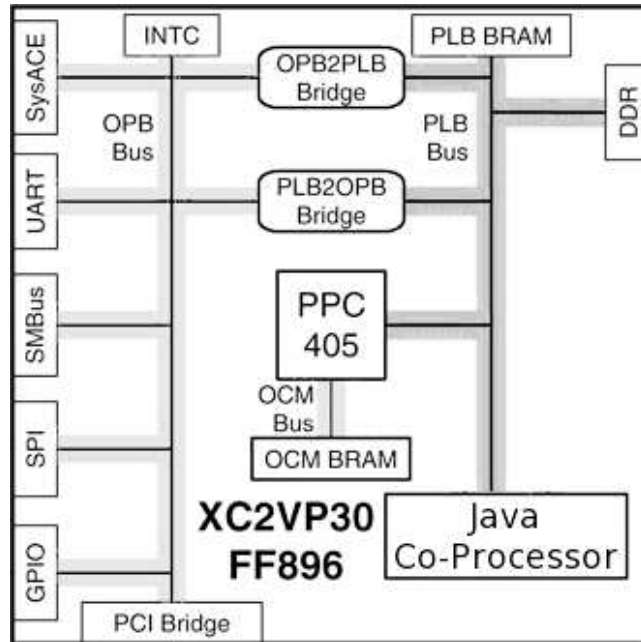 INTC
PLB BRAM
SysACE
OPB2PLB
Bridge
DDR
OPB
Bus
PLB
Bus
UART
PLB2OPB
Bridge
SMBus
PPC
405
OCM
Bus
SPI
OCM BRAM
XC2VP30
FF896
Java
Co-Processor
GPIO
PCI Bridge